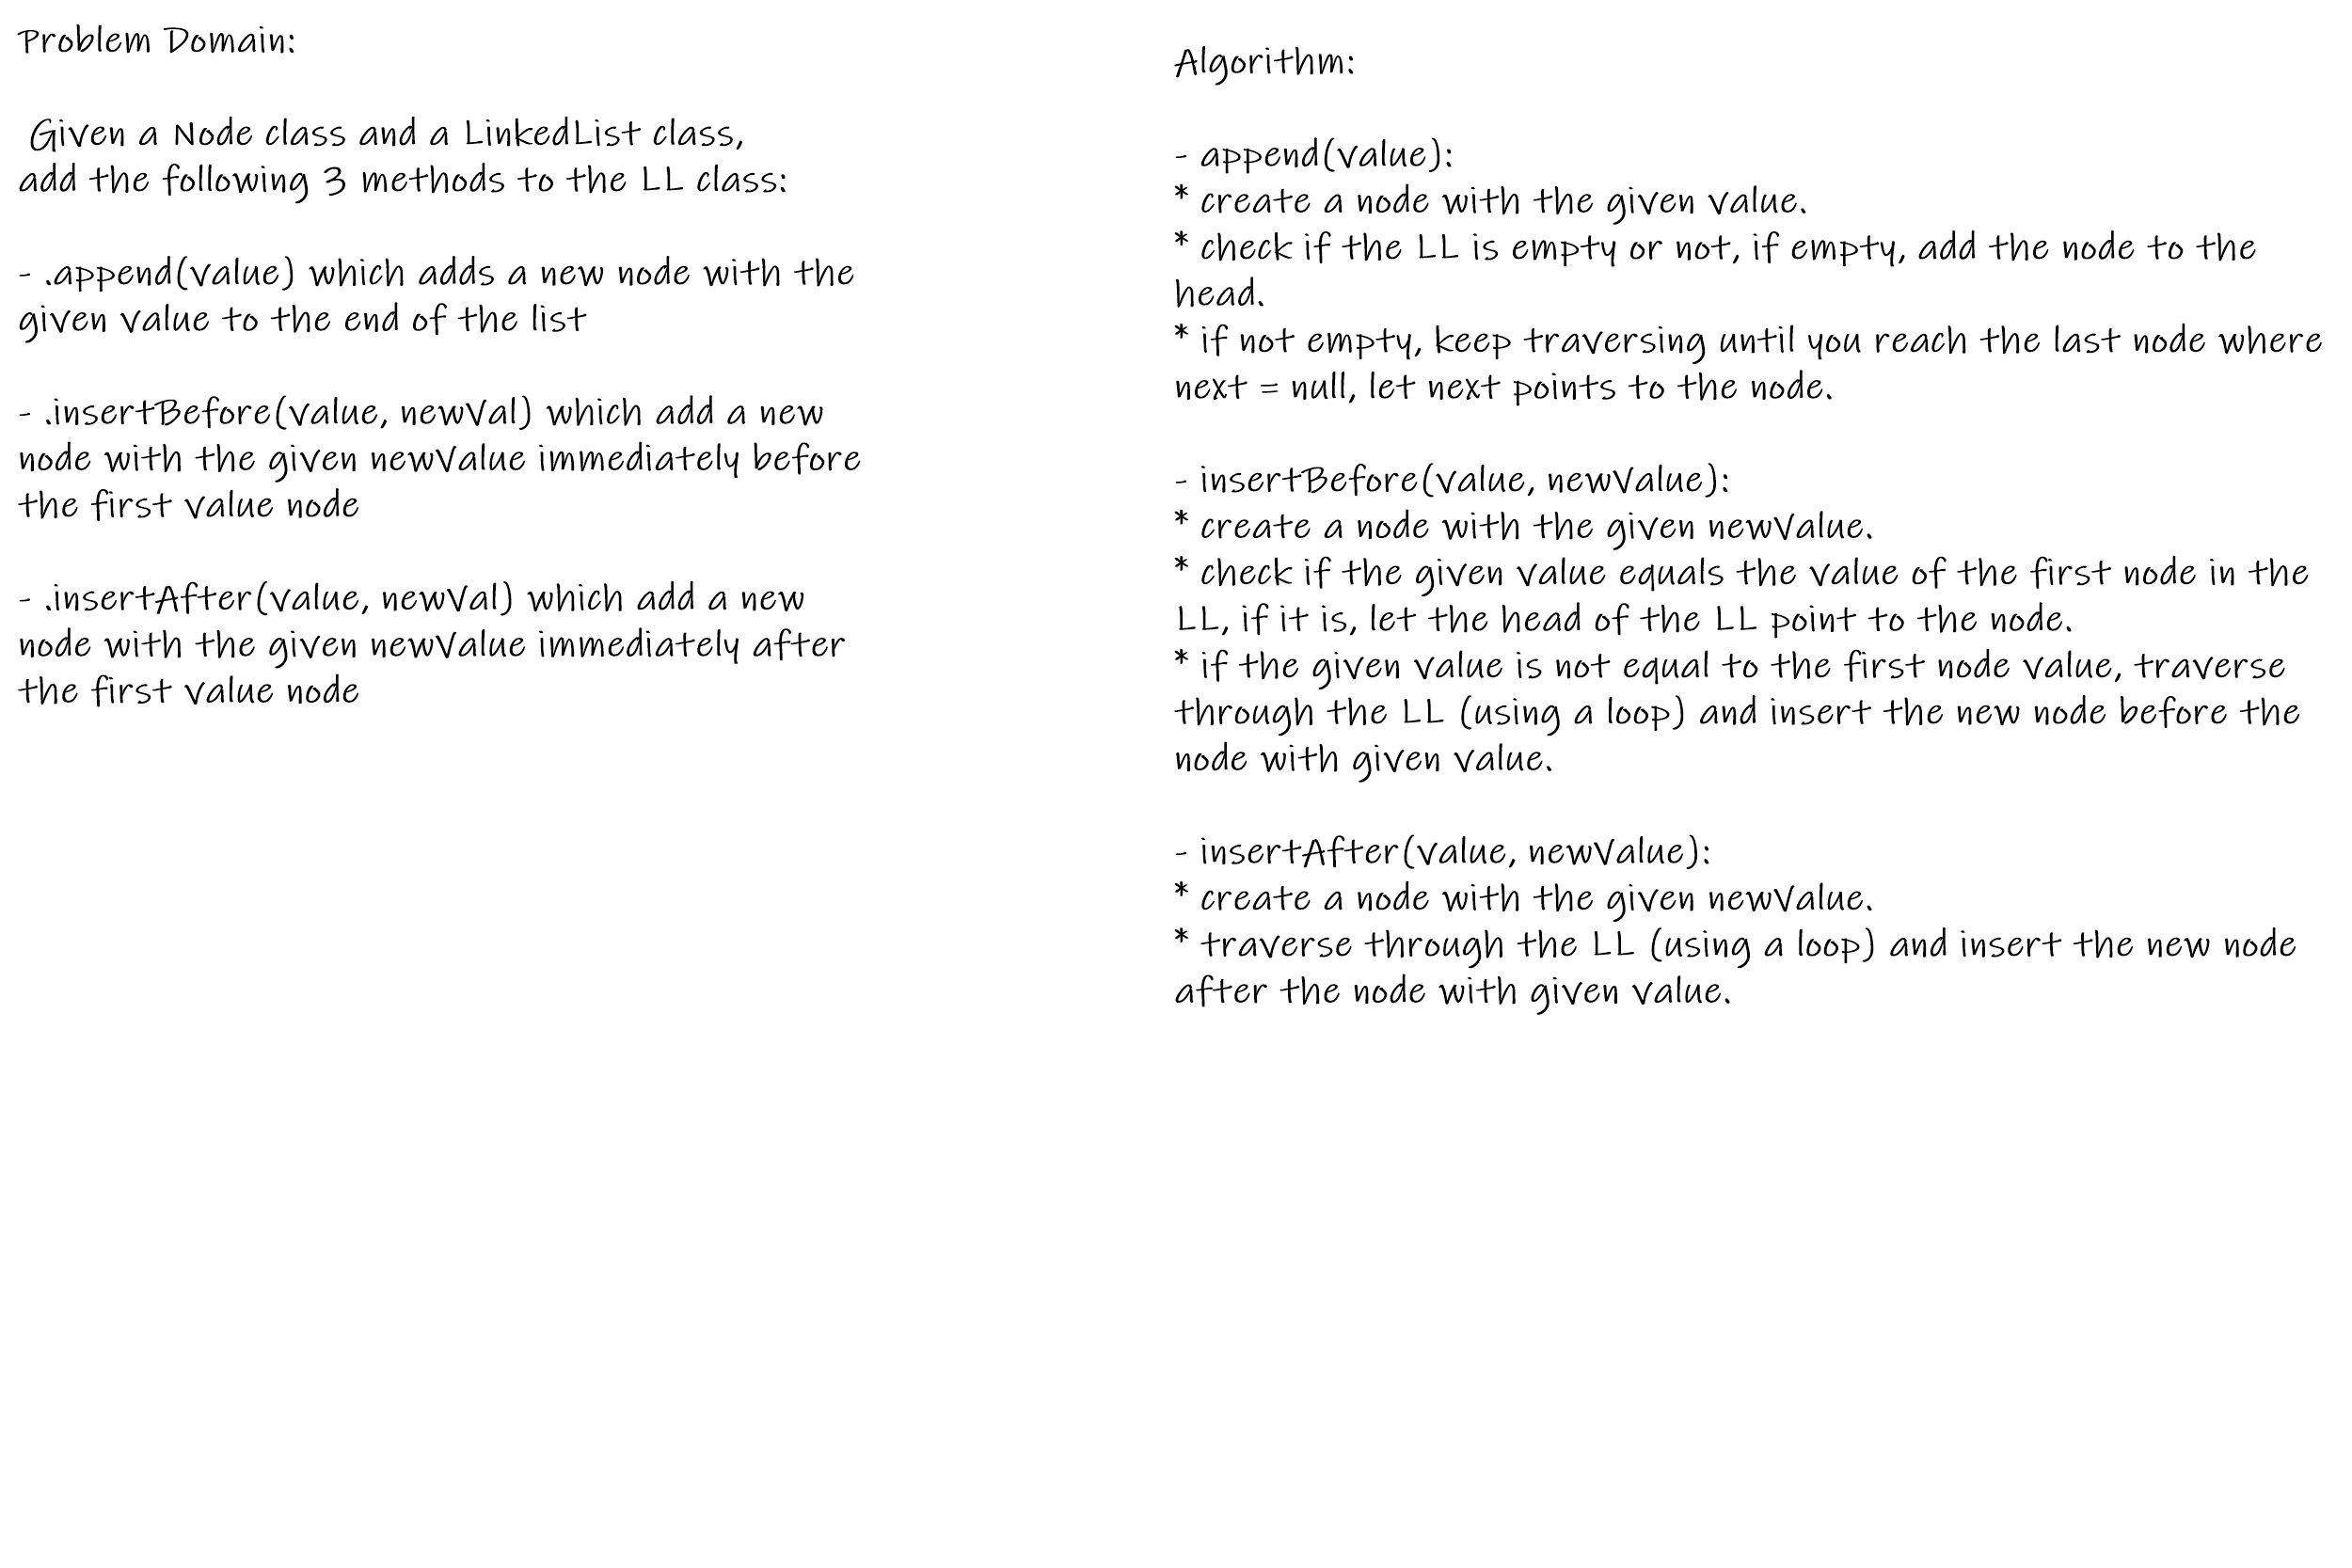 Problem Domain:
Given a Node class and a LinkedList class,
add the following 3 methods to the LL class:
- .append(value) which adds a new node with the
given value to the end of the list
- .insertBefore(value, newVal) which add a new
node with the given newValue immediately before
the first value node
- .insertAfter(value, newVal) which add a new
node with the given newValue immediately after
the first value node
Algorithm:
- append(value):
* create a node with the given value.
* check if the LL is empty or not, if empty, add the node to the
head.
* if not empty, keep traversing until you reach the last node where
next = null, let next points to the node.
- insertBefore(value, newValue):
* create a node with the given newValue.
* check if the given value equals the value of the first node in the
LL, if it is, let the head of the LL point to the node.
* if the given value is not equal to the first node value, traverse
through the LL (using a loop) and insert the new node before the
node with given value.
- insertAfter(value, newValue):
* create a node with the given newValue.
* traverse through the LL (using a loop) and insert the new node
after the node with given value.